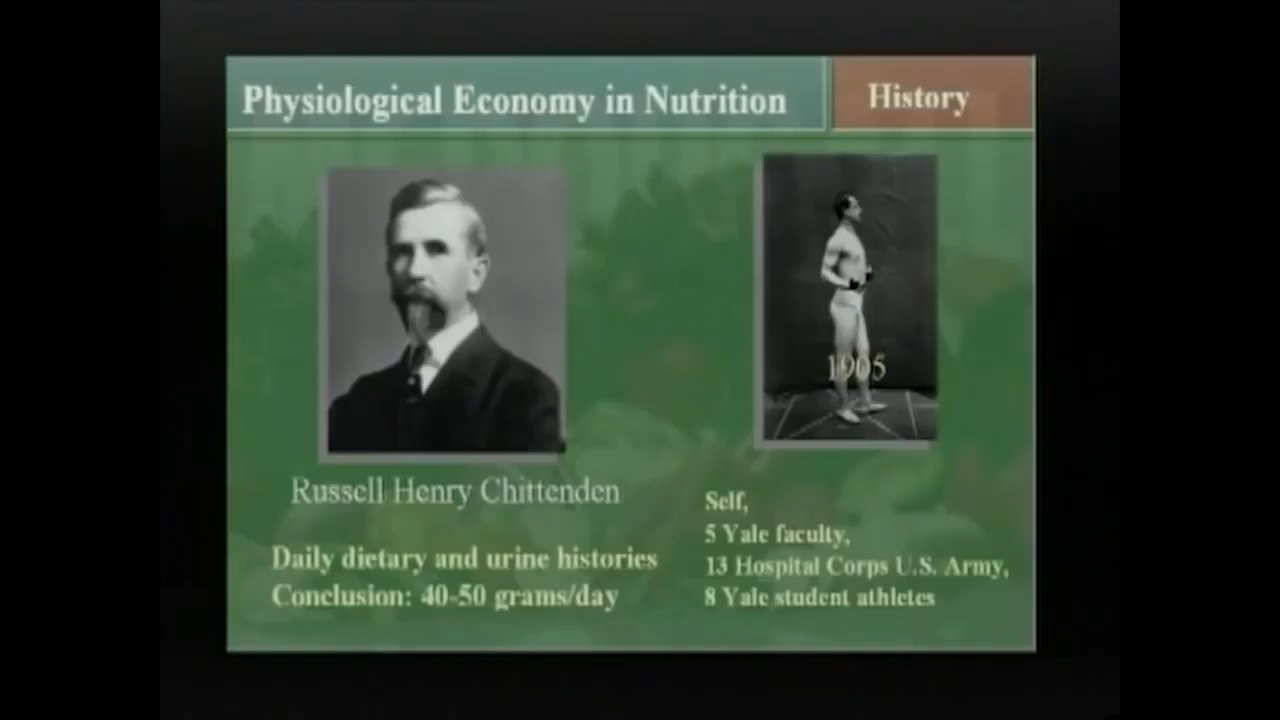 Physiological Economy in Nutrition
History
1905
Russell Henry Chittenden
Daily dietary and urine histories
Conclusion: 40-50 grams/day
Self,
5 Yale faculty,
13 Hospital Corps U.S. Army,
8 Yale student athletes